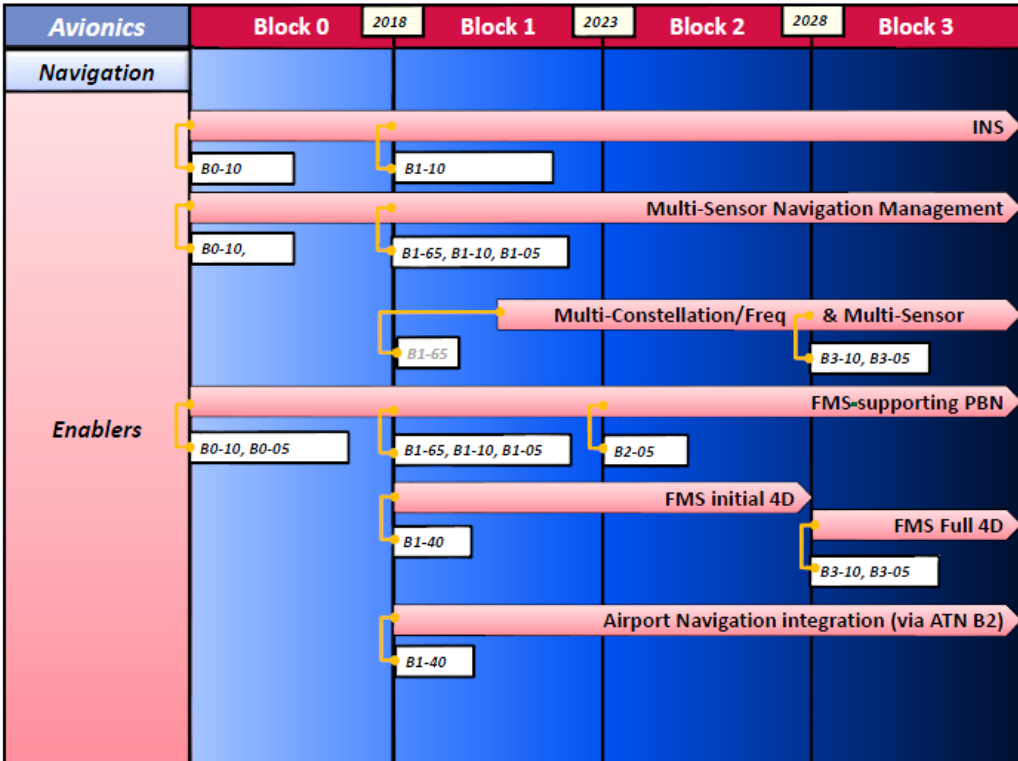 Avionics
Block 0
2018
Block 1
2023
Block 2
2028
Block 3
Navigation
Enablers
INS
B0-10
B1-10
Multi-Sensor Navigation Management
B0-10,
B1-65, B1-10, B1-05
Multi-Constellation/Freq & Multi-Sensor
B1-65
B3-10, B3-05
FMS-supporting PBN
B0-10, B0-05
B1-65, B1-10, B1-05
B2-05
FMS initial 4D
B1-40
FMS Full 4D
B3-10, B3-05
Airport Navigation integration (via ATN B2)
B1-40